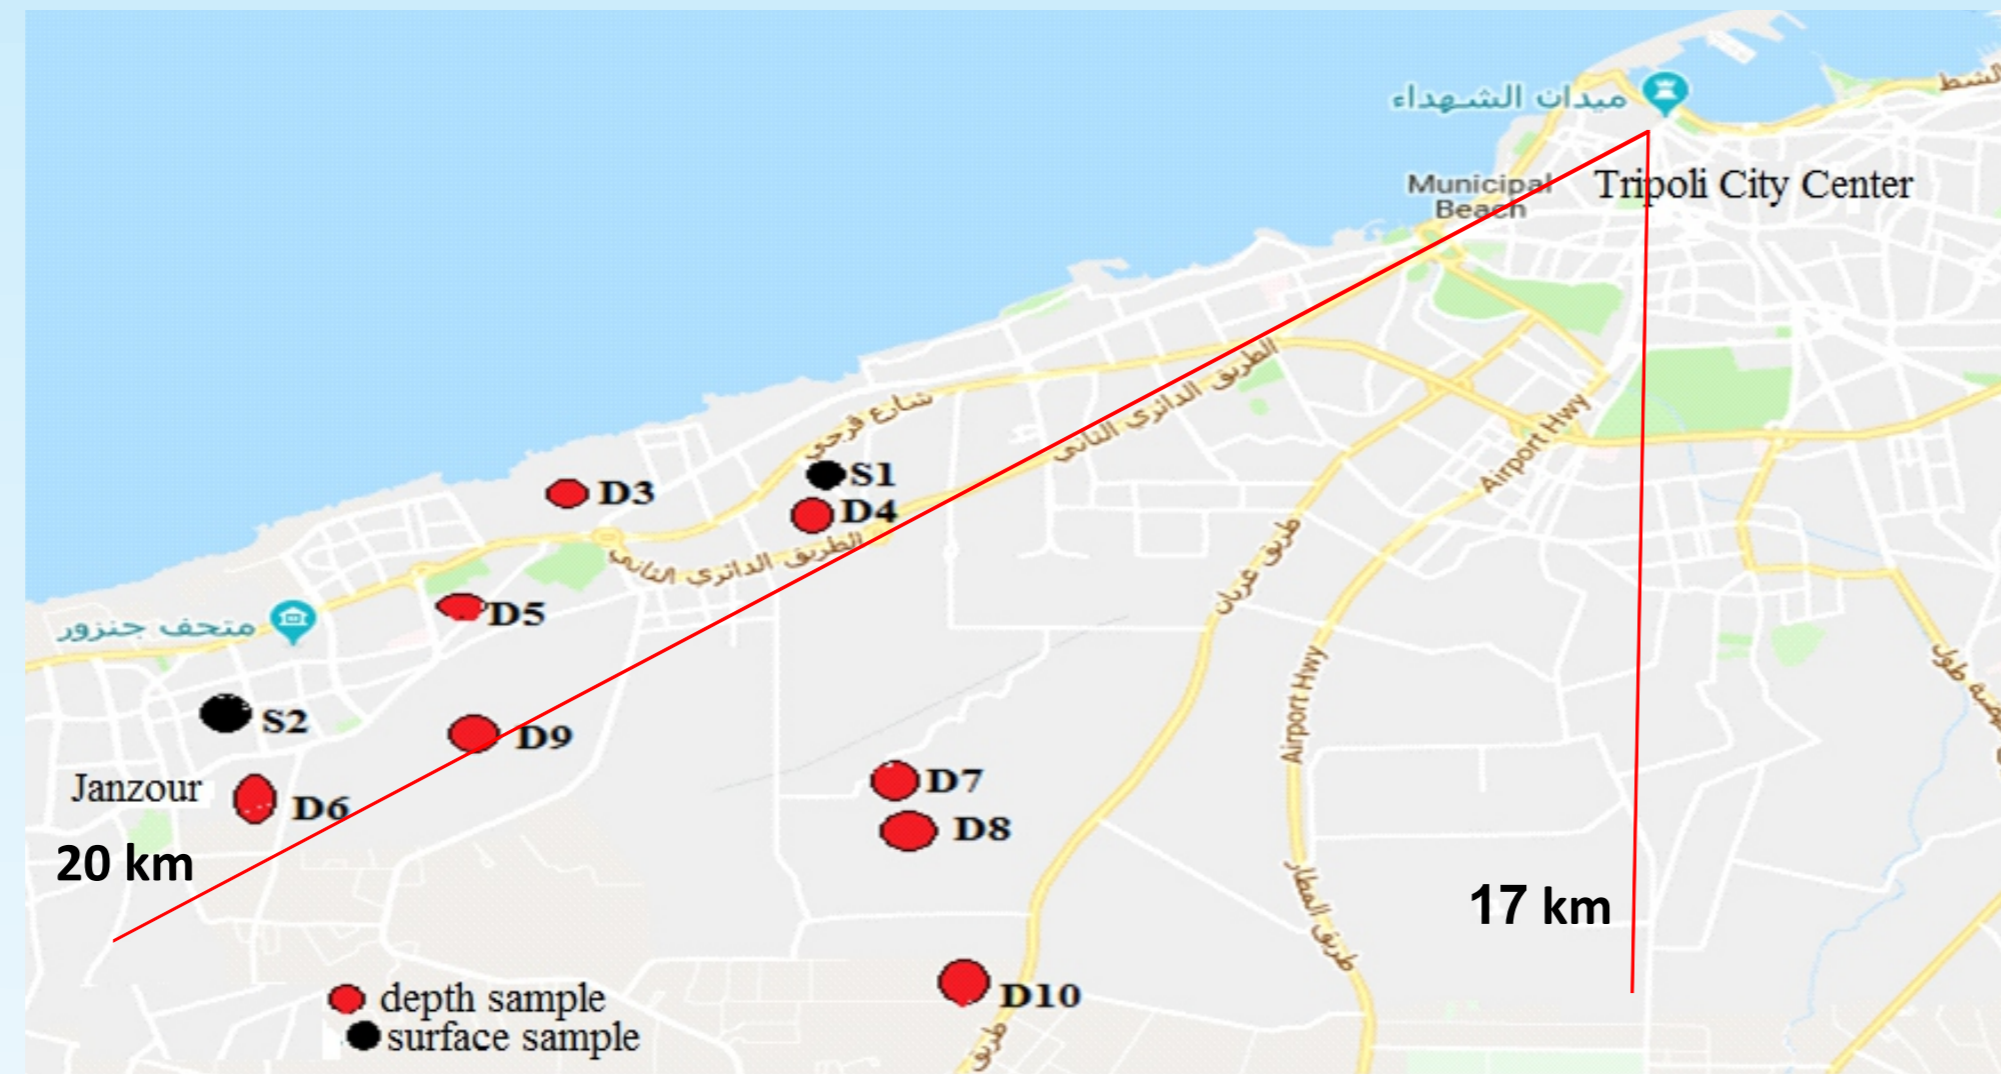 الشط
ميدان الشهداء
Municipal
Beach
Tripoli City Center
الطريق الدائري الثاني
شارع قرجي
Airport Hwy
S1
D3
D4
الطريق الدائري الثاني
طريق غريان
D5
متحف جنزور
Airport Hwy
S2
D9
Janzour
D6
D7
D8
20 km
17 km
طريق المطار
D10
depth sample
surface sample
طريق